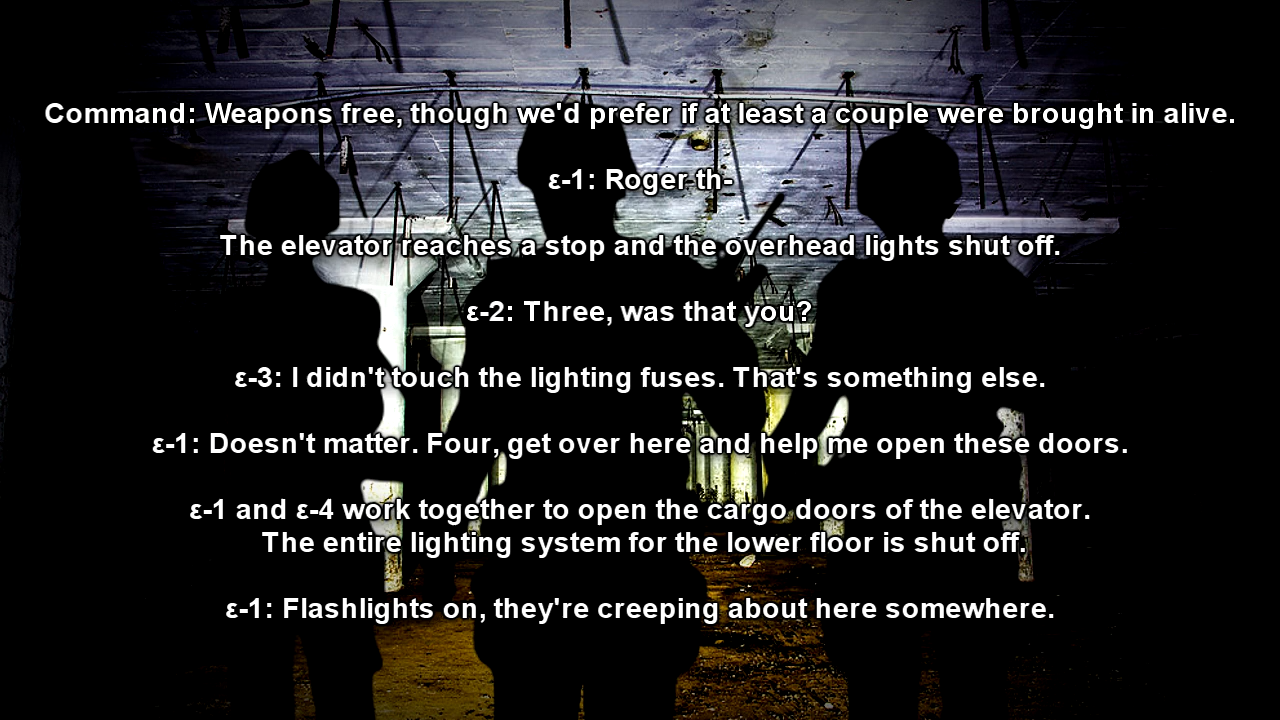 Command: Weapons free, though we'd prefer if at least a couple were brought in alive.
ε-1: Roger th-
The elevator reaches a stop and the overhead lights shut off.
ε-2: Three, was that you?
ε-3: I didn't touch the lighting fuses. That's something else.
ε-1: Doesn't matter. Four, get over here and help me open these doors.
ε-1 and ε-4 work together to open the cargo doors of the elevator.
The entire lighting system for the lower floor is shut off.
ε-1: Flashlights on, they're creeping about here somewhere.